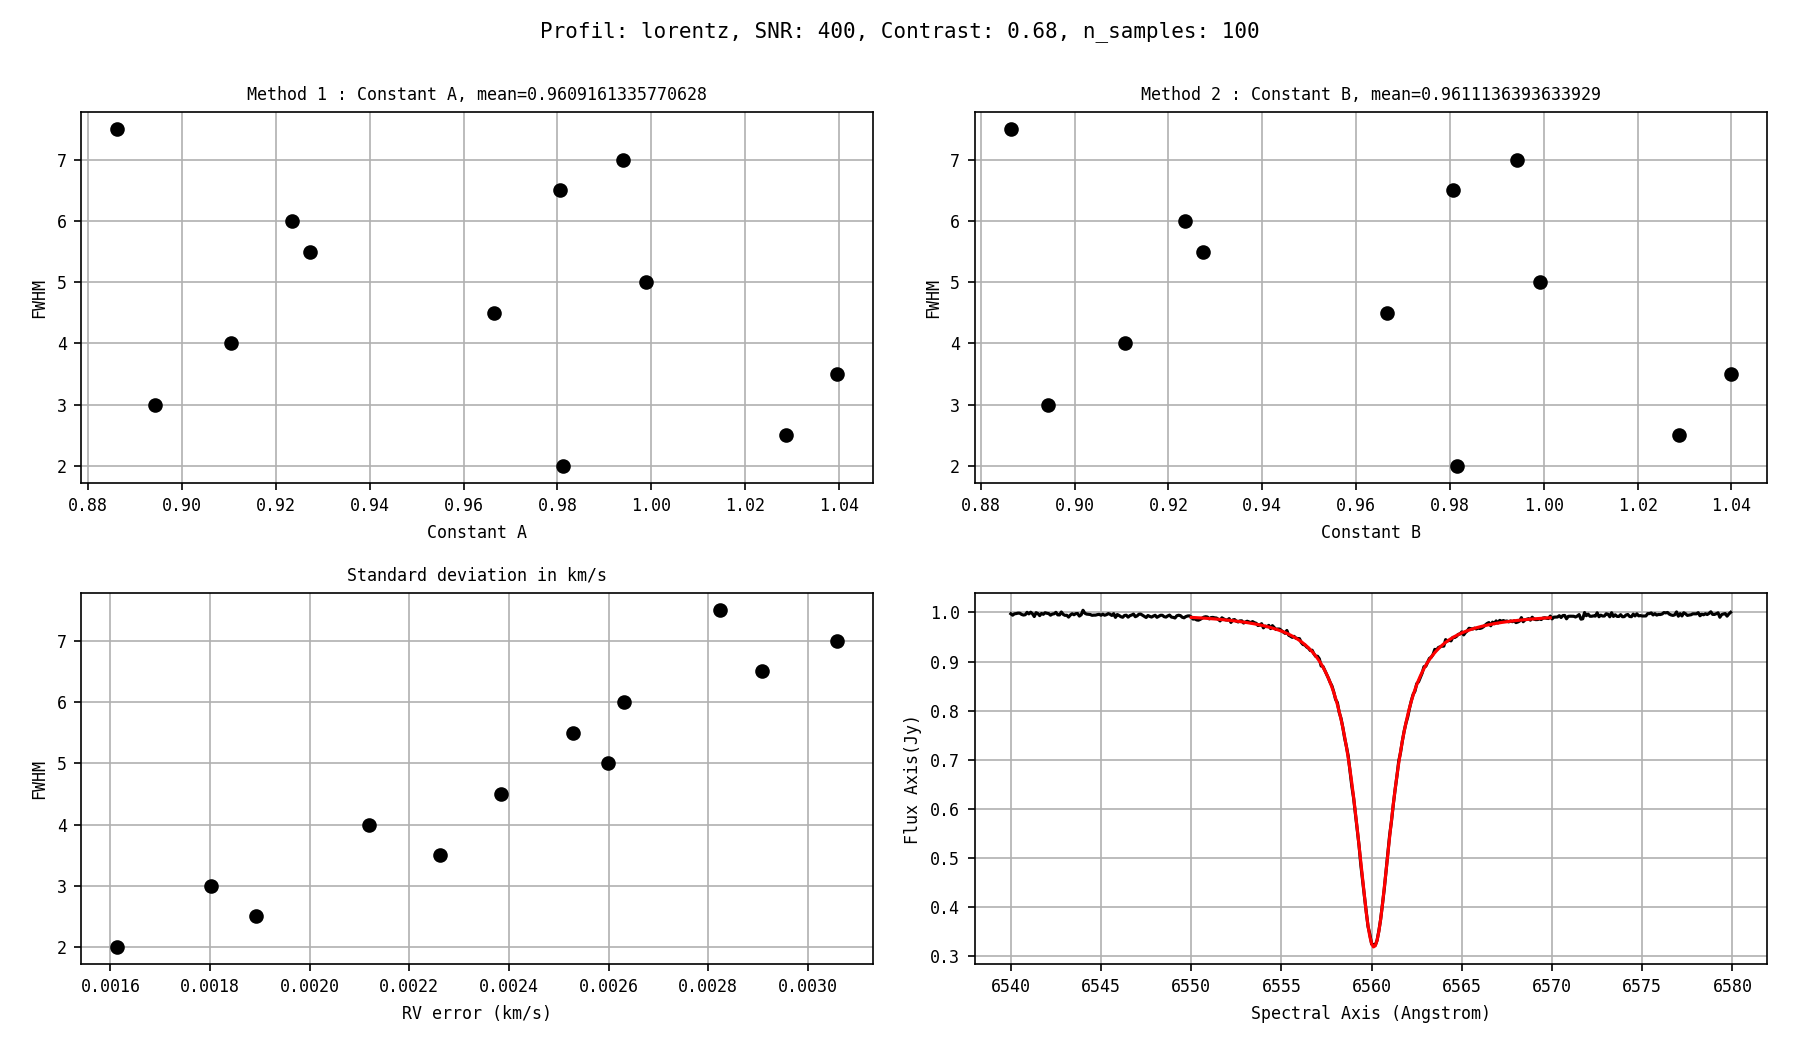 Profil: lorentz, SNR: 400, Contrast: 0.68, n_samples: 100
Method 1 : Constant A, mean=0.9609161335770628
7
6
5
4
3
2
FWHM
0.88 0.90 0.92 0.94 0.96 0.98 1.00 1.02 1.04
Constant A
Method 2 : Constant B, mean=0.9611136393633929
7
6
5
4
3
2
FWHM
0.88 0.90 0.92 0.94 0.96 0.98 1.00 1.02 1.04
Constant B
Standard deviation in km/s
7
6
5
4
3
2
FWHM
0.0016 0.0018 0.0020 0.0022 0.0024 0.0026 0.0028 0.0030
RV error (km/s)
1.0
0.9
0.8
0.7
0.6
0.5
0.4
0.3
Flux Axis(Jy)
6540 6545 6550 6555 6560 6565 6570 6575 6580
Spectral Axis (Angstrom)